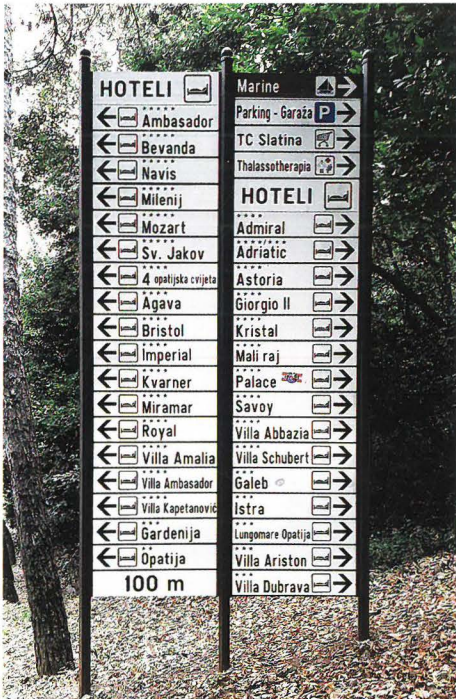 HOTELI
Ambasador
Bevanda
Navis
Milenij
Mozart
Sv. Jakov
4 opatijska cvijeta
Agava
Bristol
Imperial
Kvarner
Miramar
Royal
Villa Amalia
Villa Ambasador
Villa Kapetanović
Gardenija
Opatija
100 m
Marine
Parking - Garaža P
TC Slatina
Thalassotherapia
HOTELI
Admiral
Adriatic
Astoria
Giorgio II
Kristal
Mali raj
Palace
Savoy
Villa Abbazia
Villa Schubert
Galeb
Istra
Lungomare Opatija
Villa Ariston
Villa Dubrava